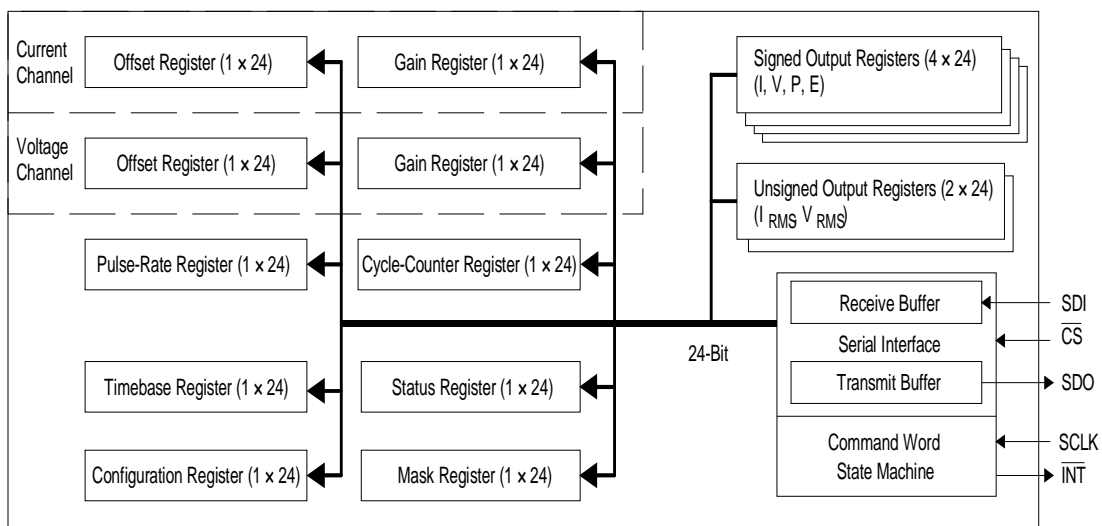 Current
Channel
Offset Register (1 × 24)
Gain Register (1 × 24)
Signed Output Registers (4 × 24)
(I, V, P, E)
Voltage
Channel
Offset Register (1 × 24)
Gain Register (1 × 24)
Unsigned Output Registers (2 × 24)
(I RMS, V RMS)
Pulse-Rate Register (1 × 24)
Cycle-Counter Register (1 × 24)
Receive Buffer
SDI
24-Bit
Serial Interface
CS
Timebase Register (1 × 24)
Status Register (1 × 24)
Transmit Buffer
SDO
Configuration Register (1 × 24)
Mask Register (1 × 24)
Command Word
State Machine
SCLK
INT